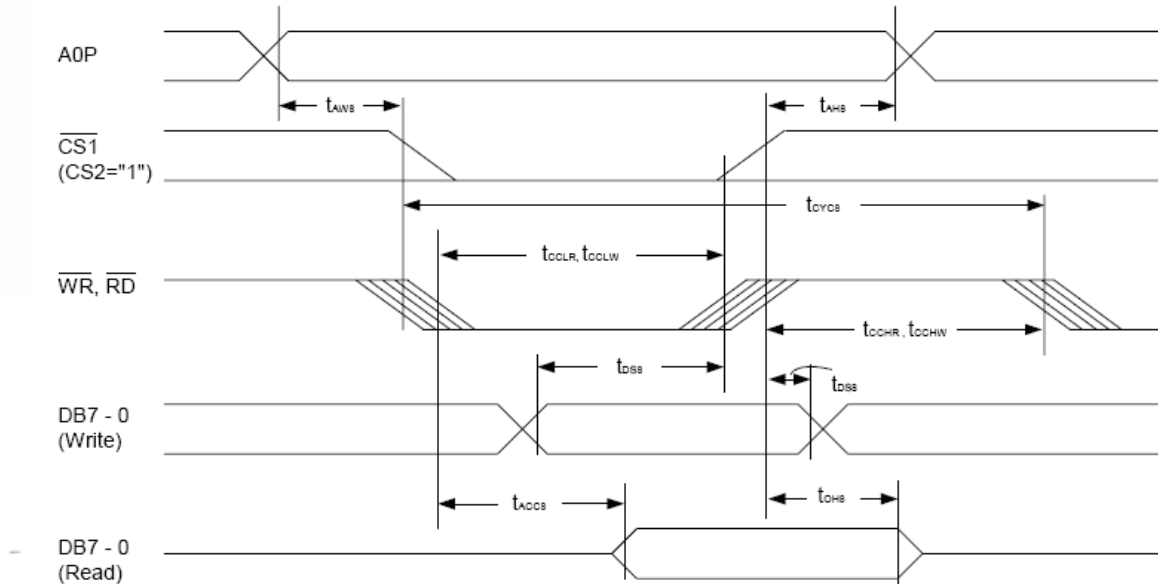 A0P
tAW8
tAH8
CS1
(CS2="1")
tCYC8
tCCLR, tCCLW
WR, RD
tCCHR, tCCHW
tDS8
tDS8
DB7 - 0
(Write)
tACC8
tOH8
DB7 - 0
(Read)